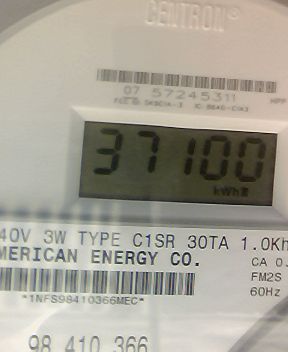 CENTRON®
07 57245311
HPP
37100
kWh
40V 3W TYPE C1SR 30TA 1.0Kh
MERICAN ENERGY CO.
CA 0.
FM2S
*1NFS98410366MEC*
60Hz
98 410 366